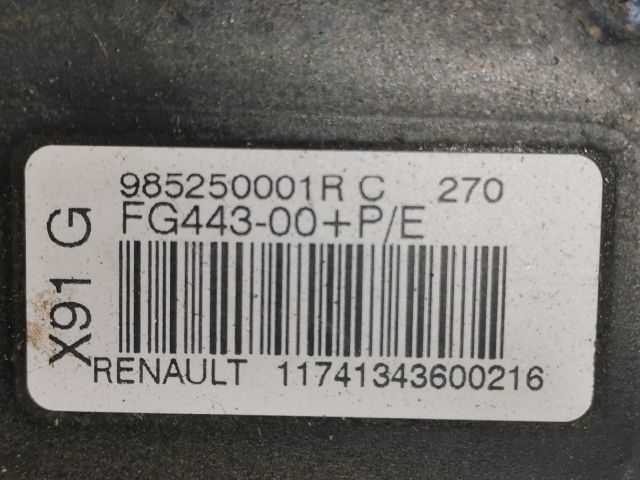 985250001R C 270
FG443-00+P/E
X91 G
RENAULT 11741343600216